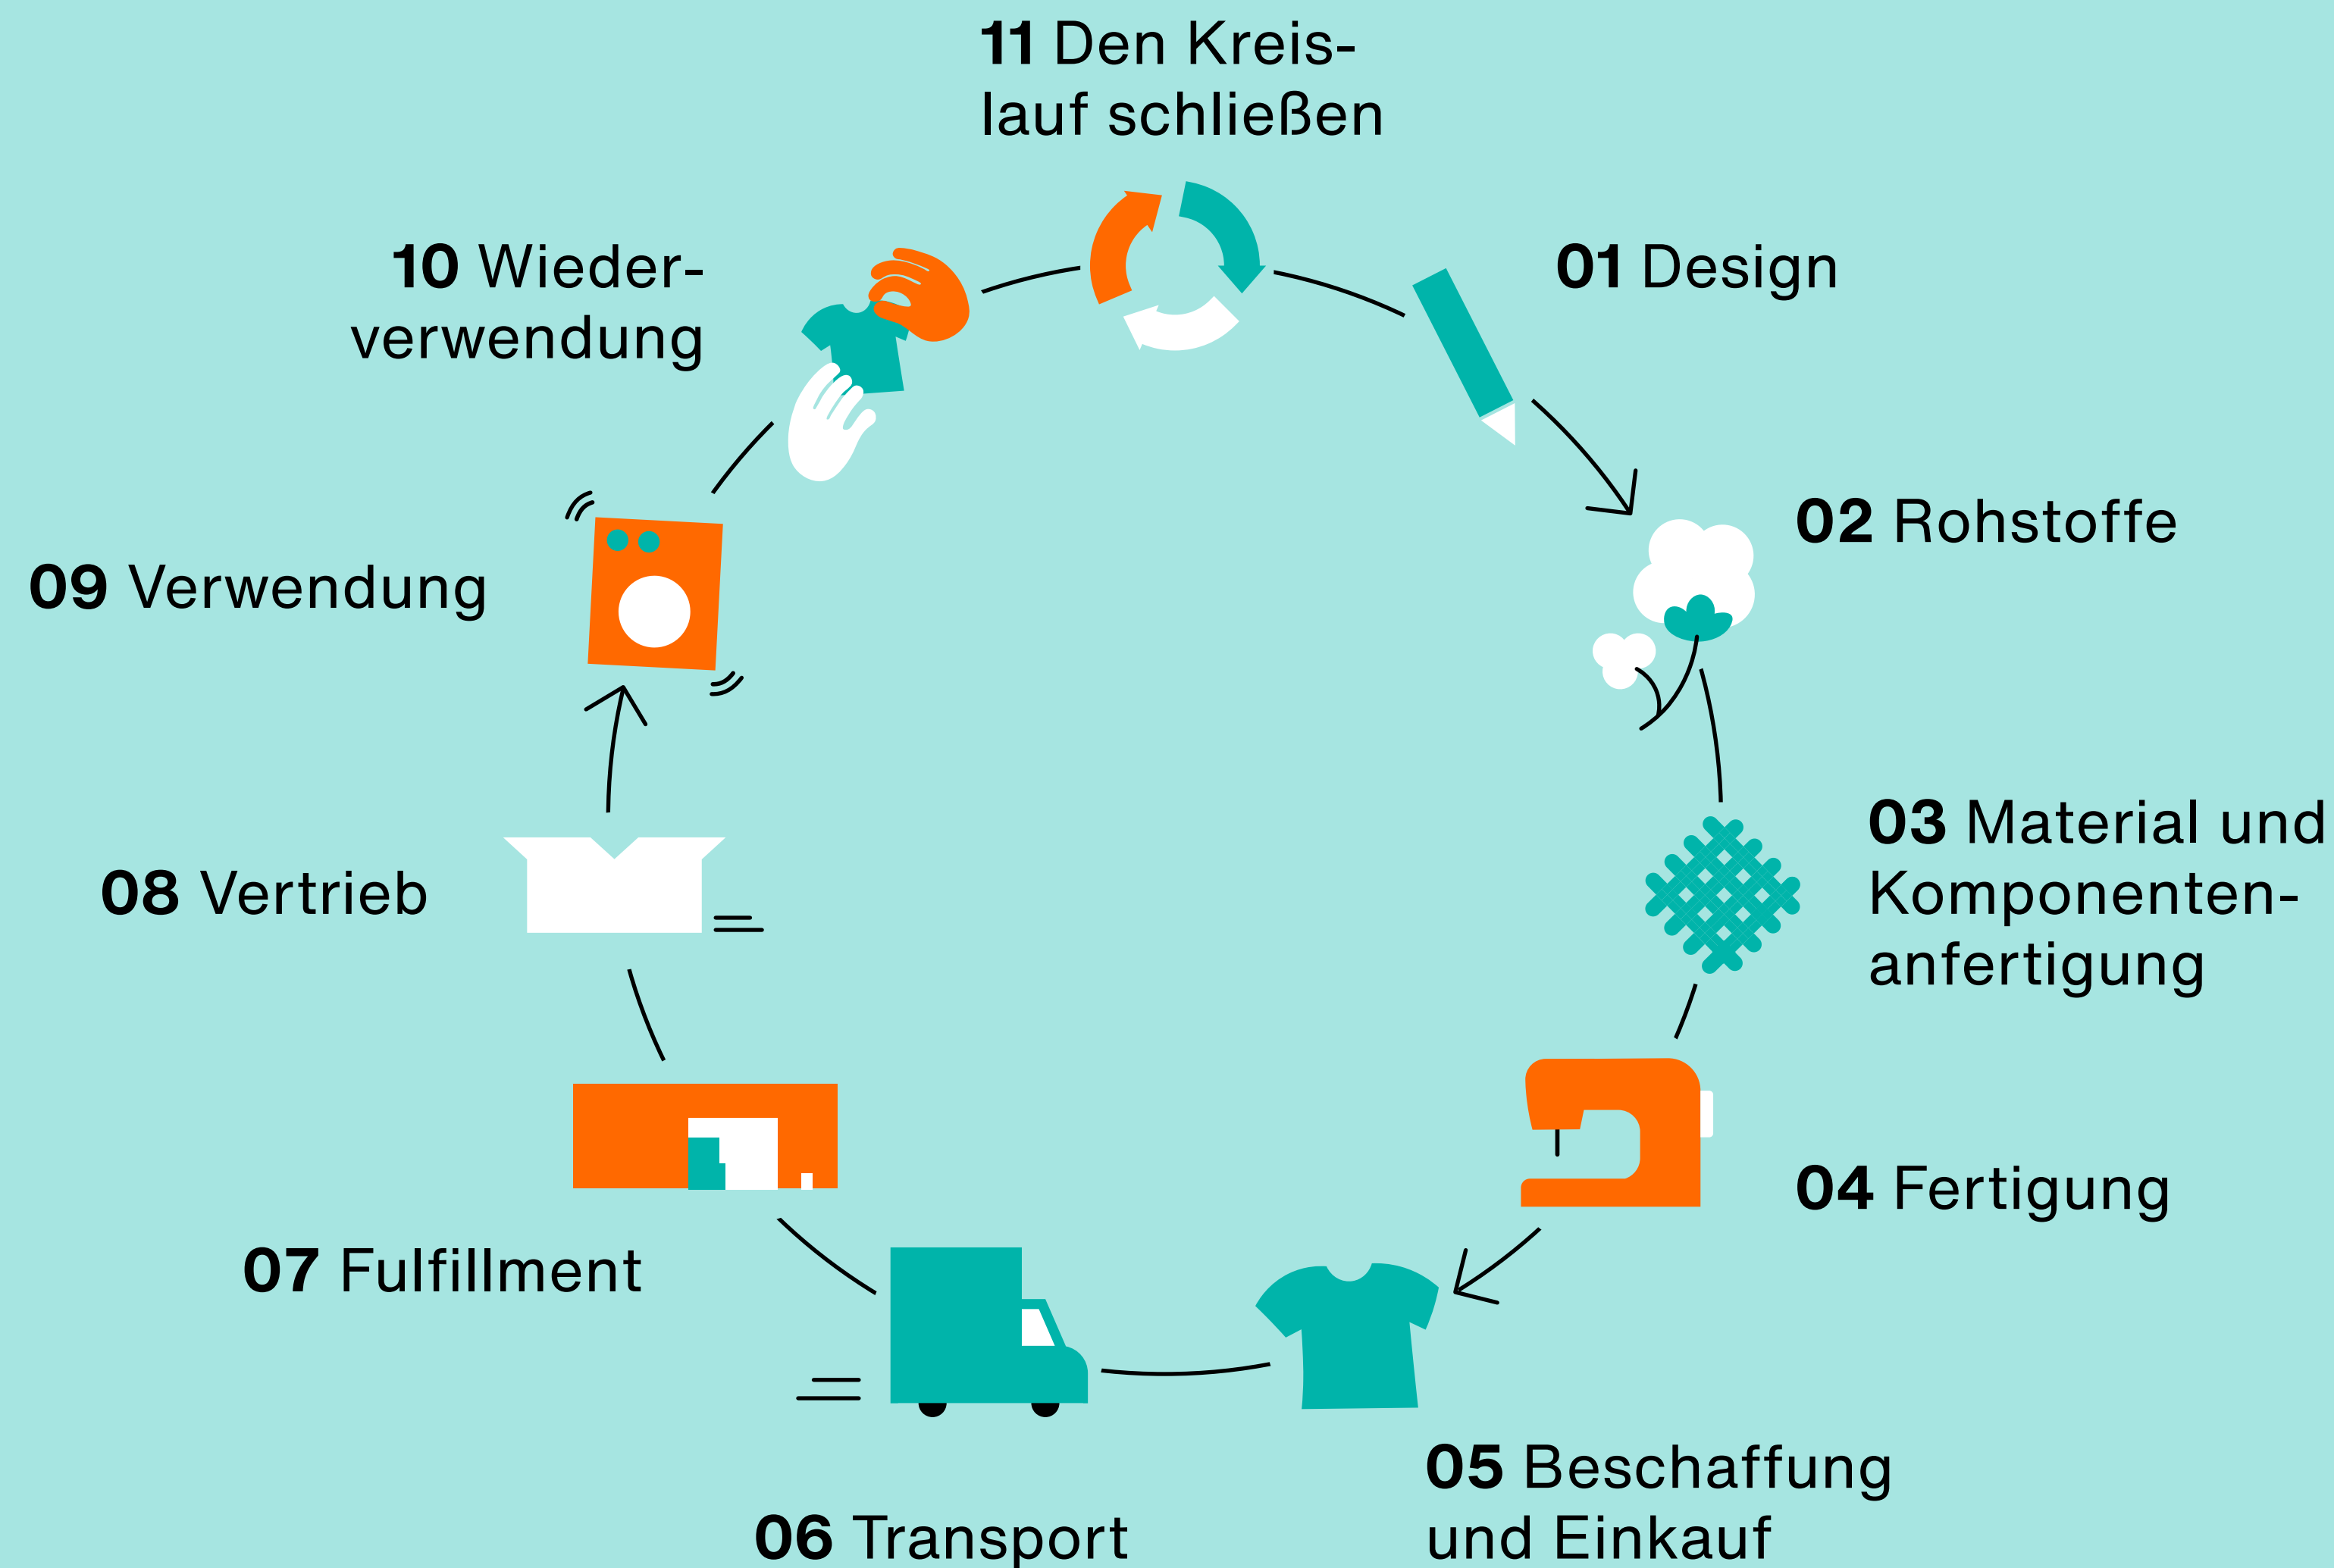 11 Den Kreis-
lauf schließen
01 Design
02 Rohstoffe
03 Material und
Komponenten-
anfertigung
04 Fertigung
05 Beschaffung
und Einkauf
06 Transport
07 Fulfillment
08 Vertrieb
09 Verwendung
10 Wieder-
verwendung